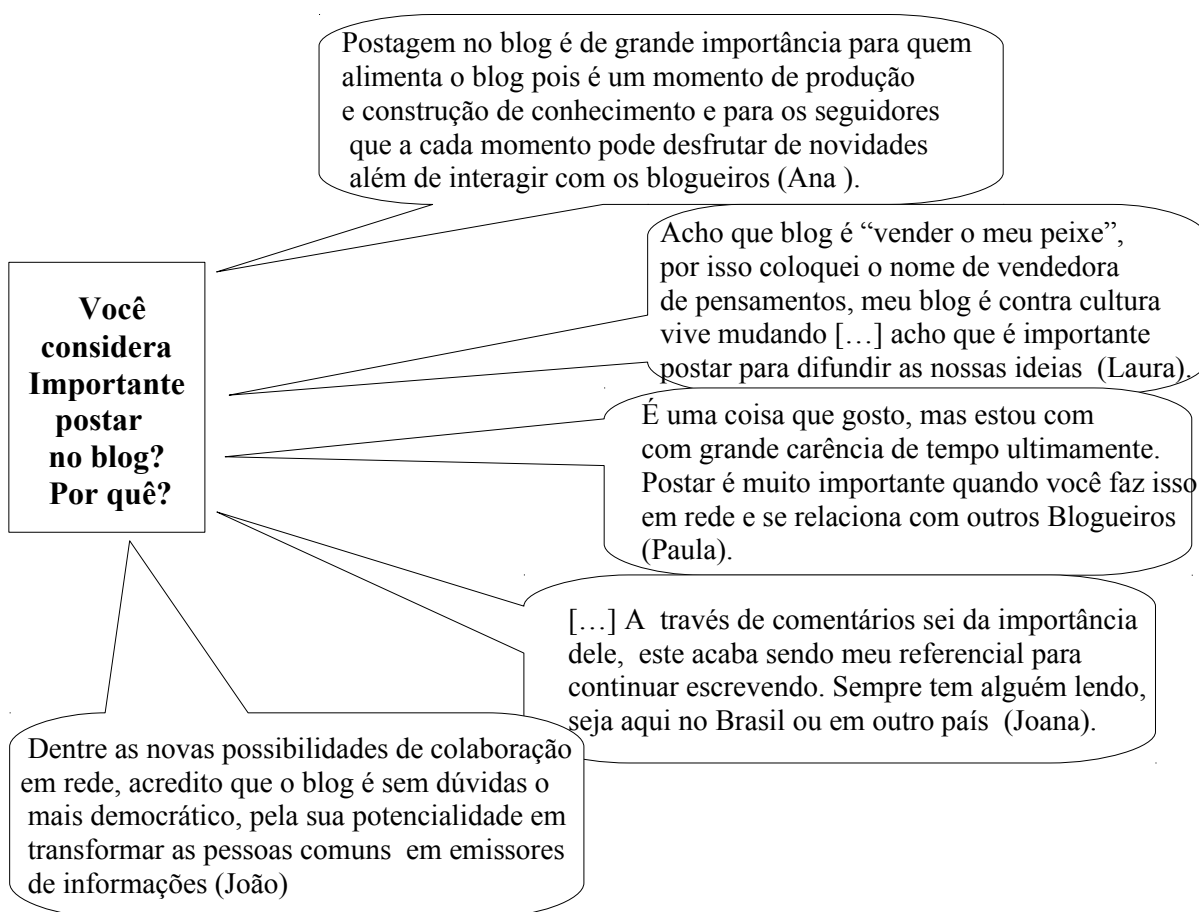 Postagem no blog é de grande importância para quem
alimenta o blog pois é um momento de produção
e construção de conhecimento e para os seguidores
que a cada momento pode desfrutar de novidades
além de interagir com os blogueiros (Ana ).
Acho que blog é “vender o meu peixe”,
por isso coloquei o nome de vendedora
de pensamentos, meu blog é contra cultura
vive mudando […] acho que é importante
postar para difundir as nossas ideias (Laura).
Você
considera
Importante
postar
no blog?
Por quê?
É uma coisa que gosto, mas estou com
com grande carência de tempo ultimamente.
Postar é muito importante quando você faz isso
em rede e se relaciona com outros Blogueiros
(Paula).
[…] A través de comentários sei da importância
dele, este acaba sendo meu referencial para
continuar escrevendo. Sempre tem alguém lendo,
seja aqui no Brasil ou em outro país (Joana).
Dentre as novas possibilidades de colaboração
em rede, acredito que o blog é sem dúvidas o
mais democrático, pela sua potencialidade em
transformar as pessoas comuns em emissores
de informações (João)